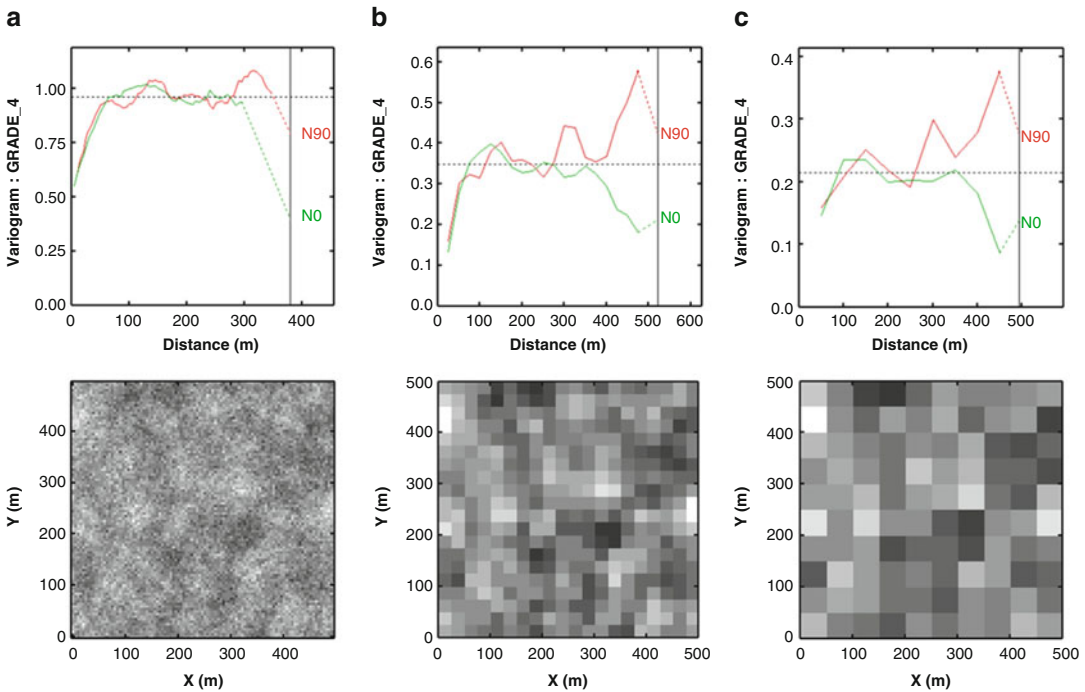 a
1.00
0.75
0.50
0.25
0.00
Variogram : GRADE_4
N90
N0
0 100 200 300 400
Distance (m)
b
0.6
0.5
0.4
0.3
0.2
0.1
0.0
Variogram : GRADE_4
N90
N0
0 100 200 300 400 500 600
Distance (m)
c
0.4
0.3
0.2
0.1
0.0
Variogram : GRADE_4
N90
N0
0 100 200 300 400 500
Distance (m)
400
300
200
100
0
Y (m)
0 100 200 300 400
X (m)
500
400
300
200
100
0
Y (m)
0 100 200 300 400 500
X (m)
500
400
300
200
100
0
Y (m)
0 100 200 300 400 500
X (m)